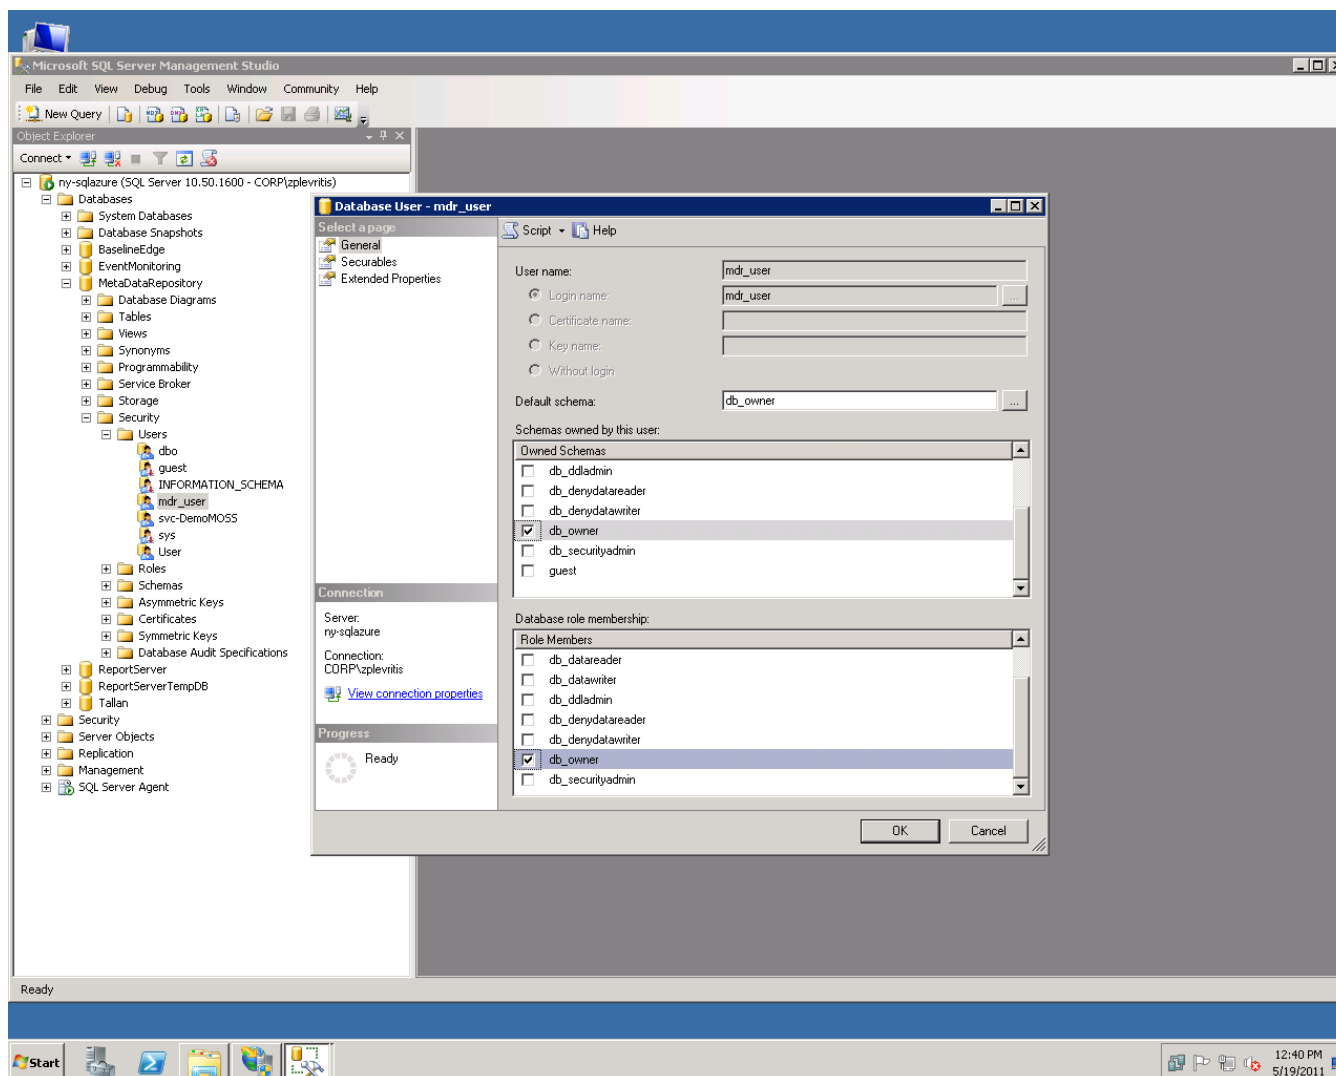 Microsoft SQL Server Management Studio
File Edit View Debug Tools Window Community Help
New Query
Object Explorer
Connect
ny-sqlazure (SQL Server 10.50.1600 - CORP\zplevritis)
Databases
System Databases
Database Snapshots
BaselineEdge
EventMonitoring
MetaDataRepository
Database Diagrams
Tables
Views
Synonyms
Programmability
Service Broker
Storage
Security
Users
dbo
guest
INFORMATION_SCHEMA
mdr_user
svc-DemoMOSS
sys
User
Roles
Schemas
Asymmetric Keys
Certificates
Symmetric Keys
Database Audit Specifications
ReportServer
ReportServerTempDB
Tallan
Security
Server Objects
Replication
Management
SQL Server Agent
Database User - mdr_user
Select a page
General
Securables
Extended Properties
Connection
Server:
ny-sqlazure
Connection:
CORP\zplevritis
View connection properties
Progress
Ready
Script Help
User name: mdr_user
Login name: mdr_user ...
Certificate name:
Key name:
Without login
Default schema: db_owner ...
Schemas owned by this user:
Owned Schemas
db_ddladmin
db_denydatareader
db_denydatawriter
db_owner
db_securityadmin
guest
Database role membership:
Role Members
db_datareader
db_datawriter
db_ddladmin
db_denydatareader
db_denydatawriter
db_owner
db_securityadmin
OK Cancel
Ready
Start
12:40 PM
5/19/2011